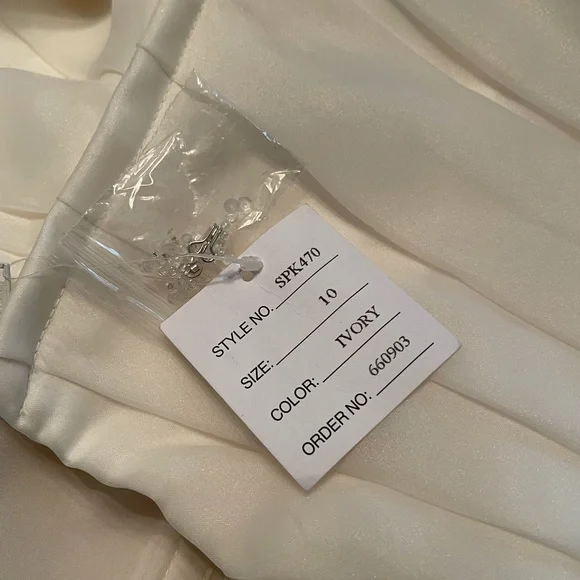 STYLE NO. SPK470
SIZE: 10
COLOR: IVORY
ORDER NO: 660903